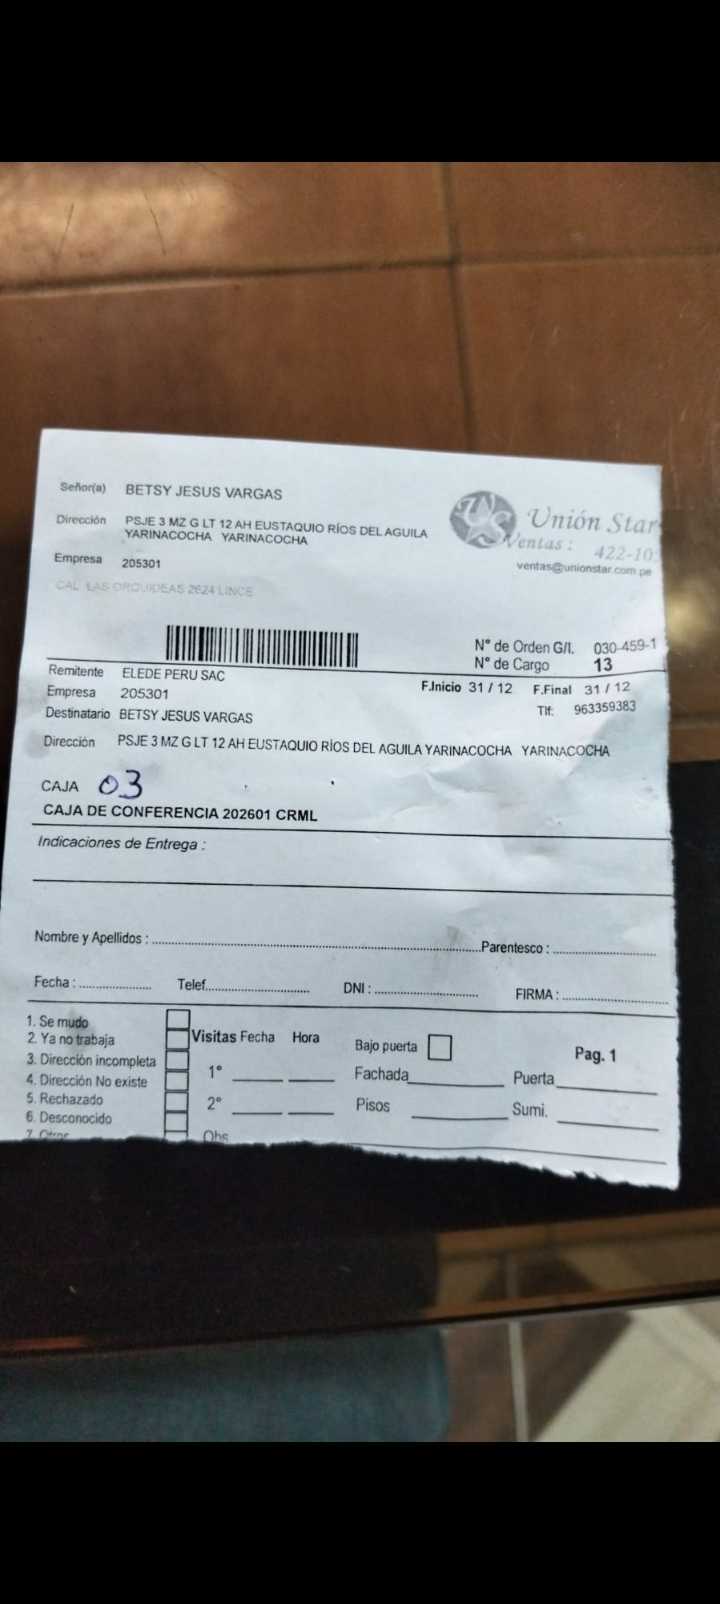 Señor(a) BETSY JESUS VARGAS
Dirección PSJE 3 MZ G LT 12 AH EUSTAQUIO RÍOS DEL AGUILA
YARINACOCHA YARINACOCHA
Empresa 205301
CAL LAS ORQUIDEAS 2624 LINCE
US
Unión Star
Ventas : 422-10
ventas@unionstar.com.pe
N° de Orden G/I. 030-459-1
N° de Cargo 13
Remitente ELEDE PERU SAC
Empresa 205301
F.Inicio 31 / 12 F.Final 31 / 12
Destinatario BETSY JESUS VARGAS
Tlf: 963359383
Dirección PSJE 3 MZ G LT 12 AH EUSTAQUIO RÍOS DEL AGUILA YARINACOCHA YARINACOCHA
CAJA 03
CAJA DE CONFERENCIA 202601 CRML
Indicaciones de Entrega :
Nombre y Apellidos : Parentesco :
Fecha : Telef. DNI : FIRMA :
1. Se mudo
2. Ya no trabaja
3. Dirección incompleta
4. Dirección No existe
5. Rechazado
6. Desconocido
7. Otros
Visitas Fecha Hora
1°
2°
Obs
Bajo puerta
Fachada Puerta
Pisos Sumi.
Pag. 1